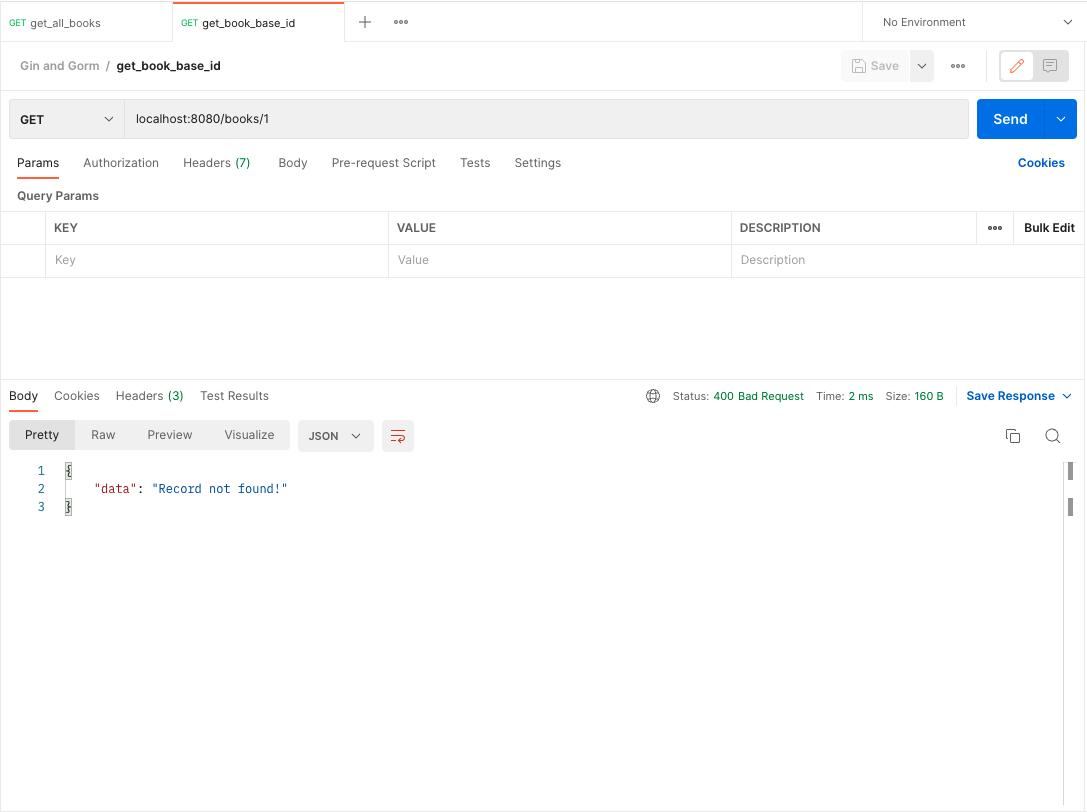 GET get_all_books GET get_book_base_id No Environment
Gin and Gorm / get_book_base_id Save
GET localhost:8080/books/1 Send
Params Authorization Headers (7) Body Pre-request Script Tests Settings Cookies
Query Params
KEY VALUE DESCRIPTION Bulk Edit
Key Value Description
Body Cookies Headers (3) Test Results Status: 400 Bad Request Time: 2 ms Size: 160 B Save Response
Pretty Raw Preview Visualize JSON
1 {
2 "data": "Record not found!"
3 }